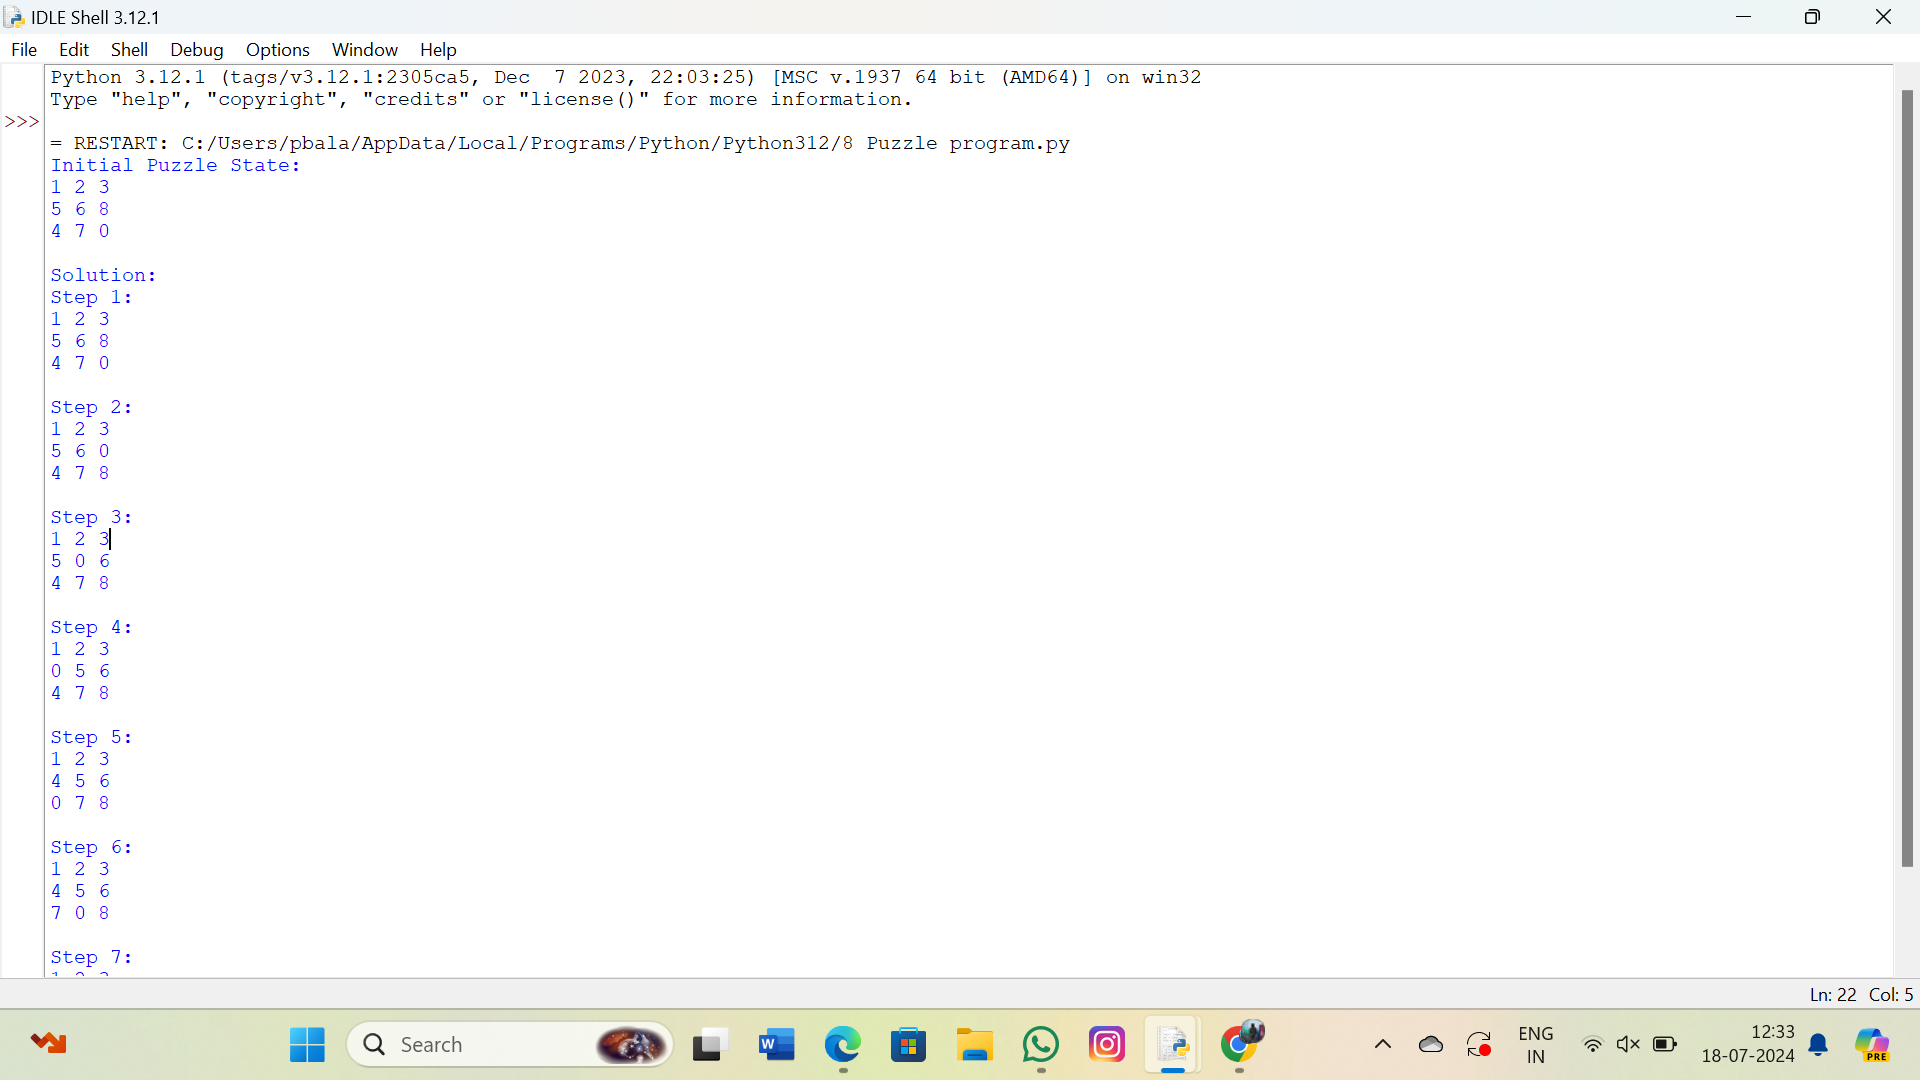 IDLE Shell 3.12.1
File Edit Shell Debug Options Window Help
Python 3.12.1 (tags/v3.12.1:2305ca5, Dec  7 2023, 22:03:25) [MSC v.1937 64 bit (AMD64)] on win32
Type "help", "copyright", "credits" or "license()" for more information.
>>>
= RESTART: C:/Users/pbala/AppData/Local/Programs/Python/Python312/8 Puzzle program.py
Initial Puzzle State:
1 2 3
5 6 8
4 7 0
Solution:
Step 1:
1 2 3
5 6 8
4 7 0
Step 2:
1 2 3
5 6 0
4 7 8
Step 3:
1 2 3
5 0 6
4 7 8
Step 4:
1 2 3
0 5 6
4 7 8
Step 5:
1 2 3
4 5 6
0 7 8
Step 6:
1 2 3
4 5 6
7 0 8
Step 7:
Ln: 22 Col: 5
Search
ENG
IN
12:33
18-07-2024
PRE